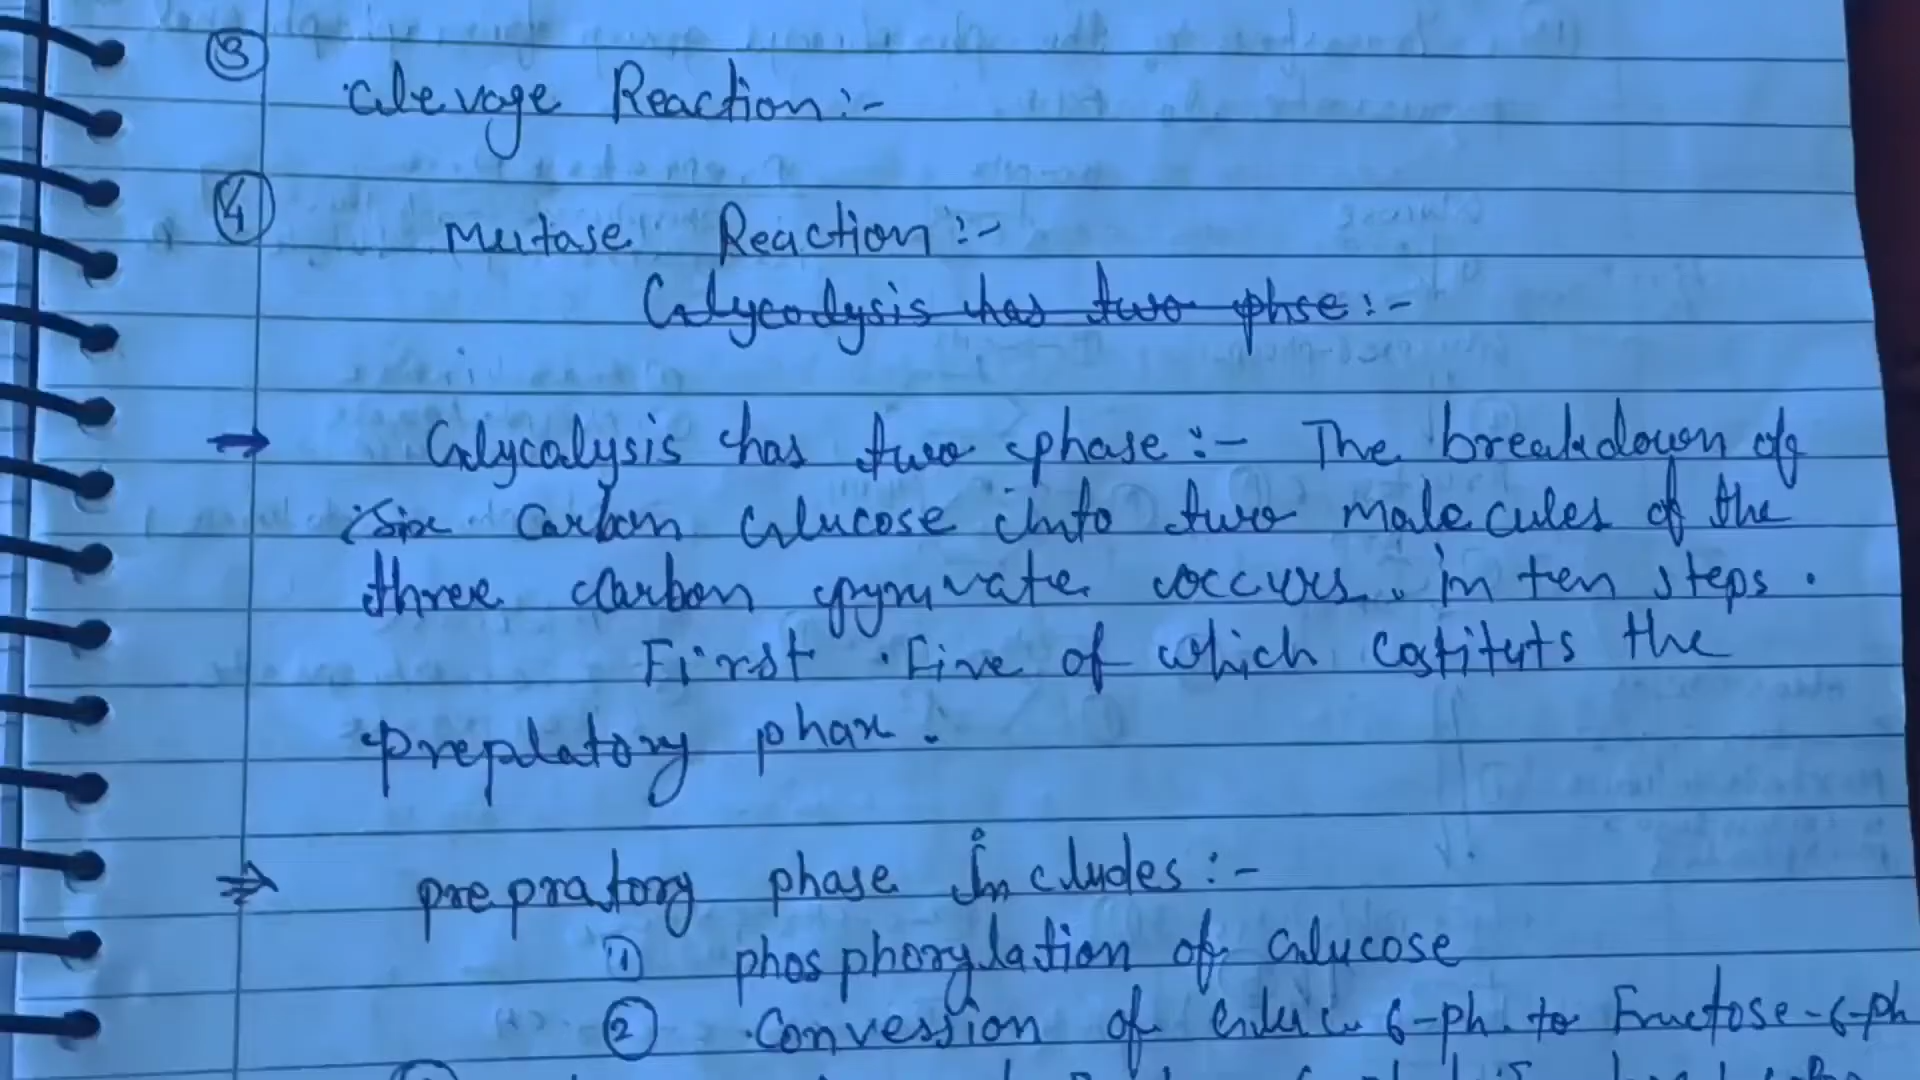 ③
Clevage Reaction:-
④
Mutase Reaction:-
Glycolysis has two phse:-
→ Glycalysis has two phase:- The breakdown of
Six Carbon Glucose into two molecules of the
three carbon pyruvate occurs. in ten steps.
First Five of which costituts the
preplatory phase.
⇒ prepratory phase Includes:-
① phosphorylation of Glucose
② Convession of Gluc 6-ph to Fructose-6-ph